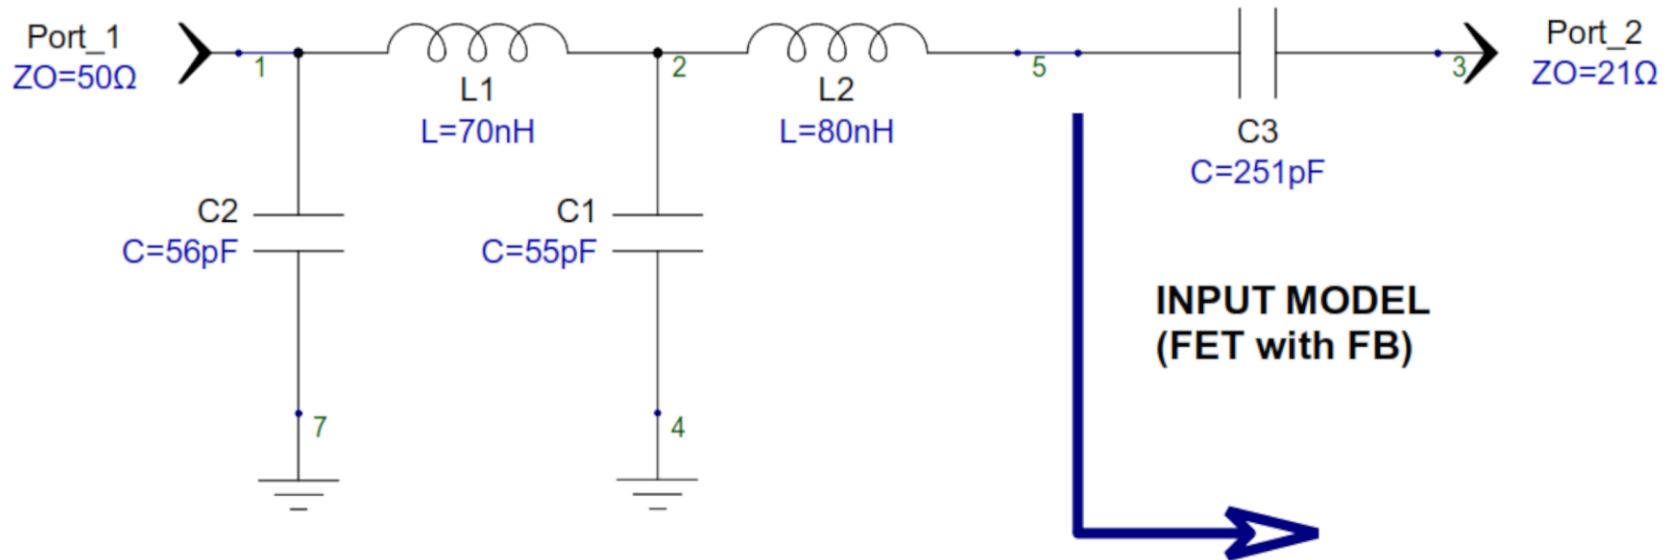 Port_1
ZO=50Ω
1
L1
L=70nH
2
L2
L=80nH
5
C3
C=251pF
3
Port_2
ZO=21Ω
C2
C=56pF
C1
C=55pF
INPUT MODEL
(FET with FB)
7
4